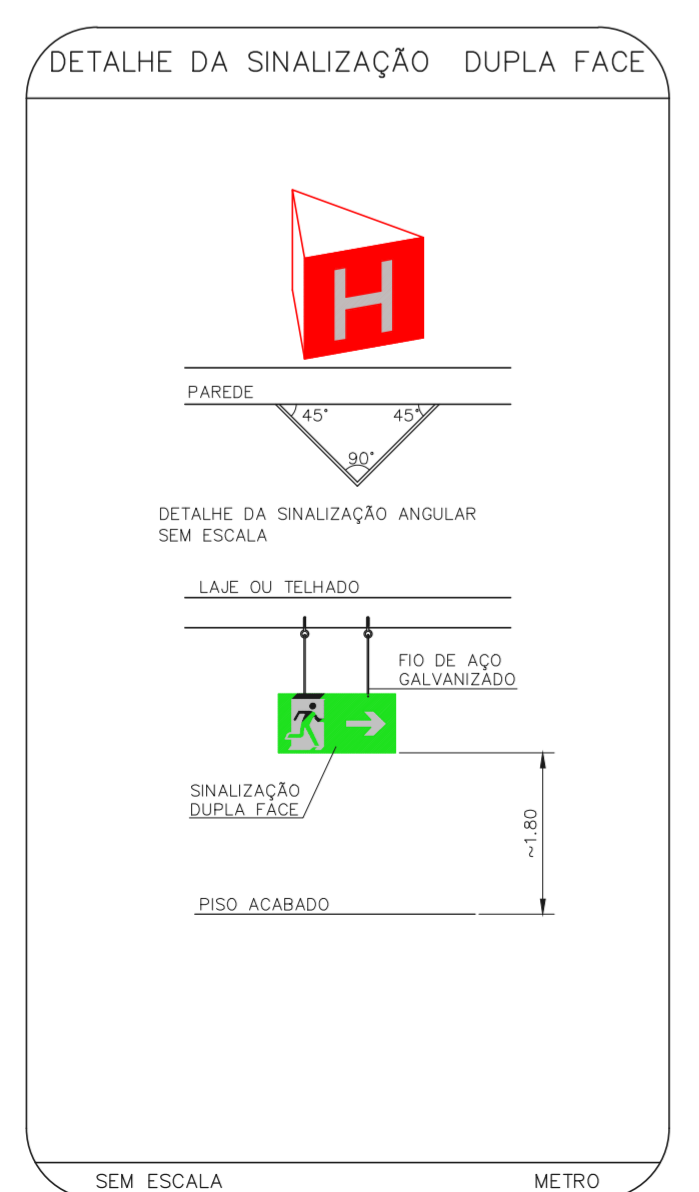 DETALHE DA SINALIZAÇÃO DUPLA FACE
H
PAREDE
45°
45°
90°
DETALHE DA SINALIZAÇÃO ANGULAR
SEM ESCALA
LAJE OU TELHADO
FIO DE AÇO
GALVANIZADO
SINALIZAÇÃO
DUPLA FACE
~1.80
PISO ACABADO
SEM ESCALA
METRO